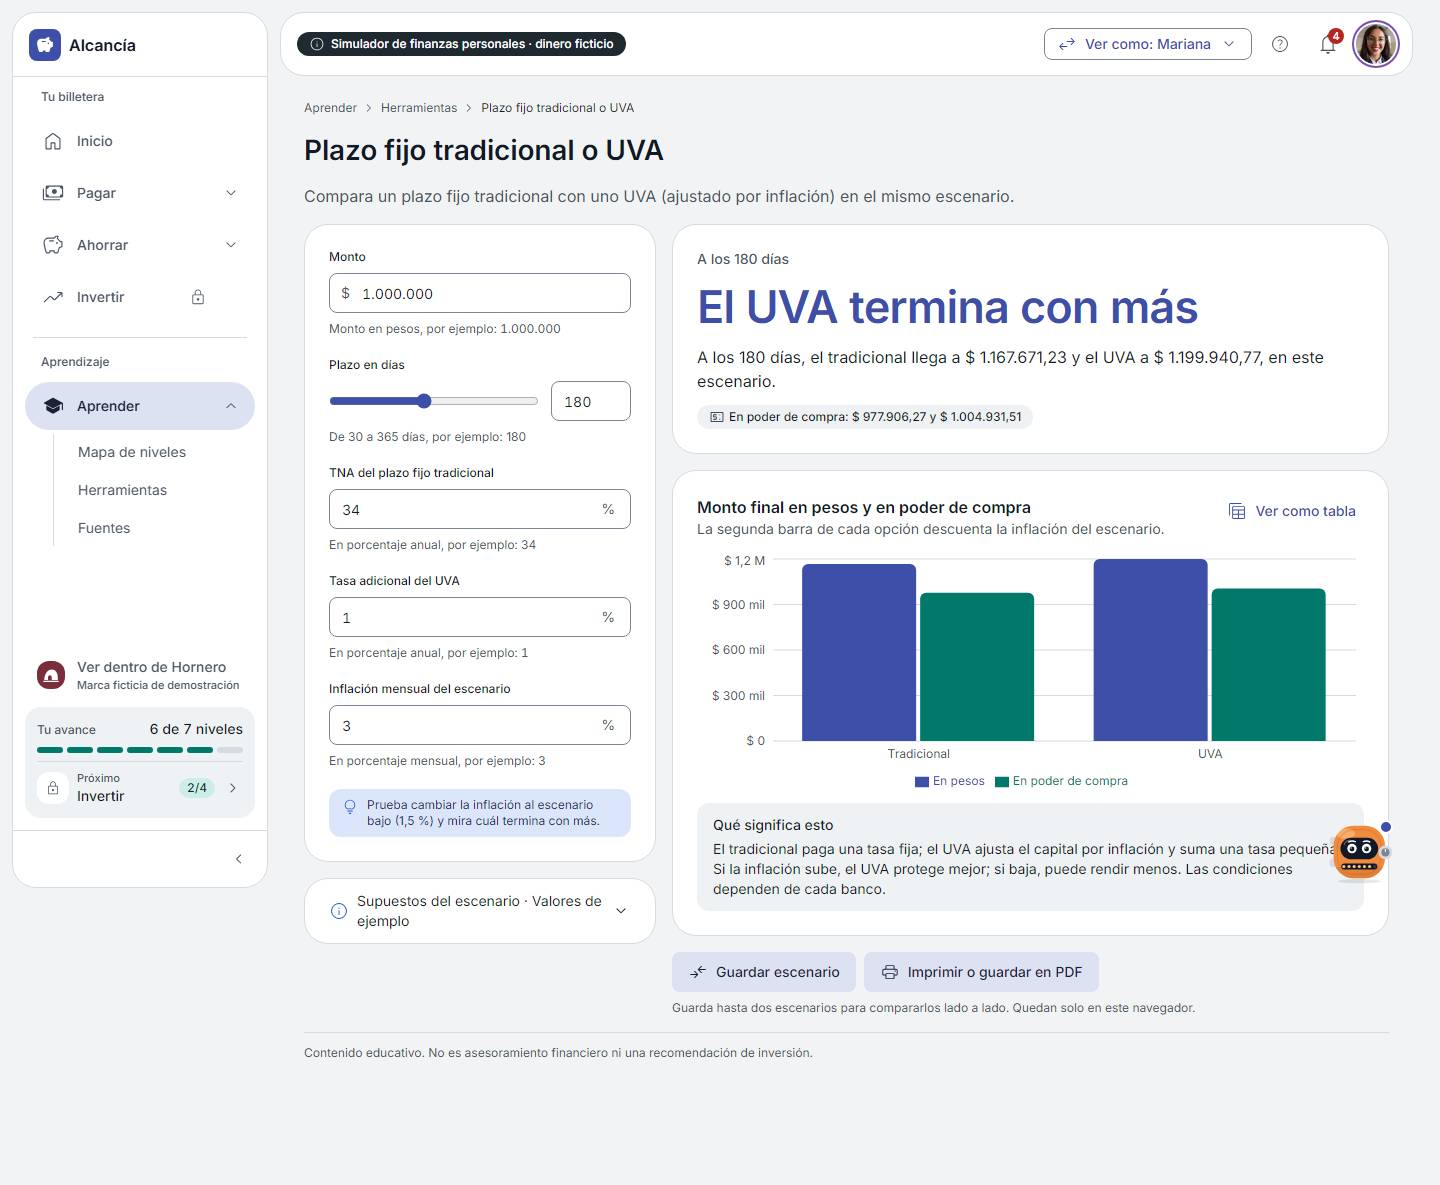 Alcancía
Tu billetera
Inicio
Pagar
Ahorrar
Invertir
Aprendizaje
Aprender
Mapa de niveles
Herramientas
Fuentes
Ver dentro de Hornero
Marca ficticia de demostración
Tu avance
6 de 7 niveles
Próximo
Invertir
2/4
Simulador de finanzas personales · dinero ficticio
Ver como: Mariana
4
Aprender > Herramientas > Plazo fijo tradicional o UVA
Plazo fijo tradicional o UVA
Compara un plazo fijo tradicional con uno UVA (ajustado por inflación) en el mismo escenario.
Monto
$ 1.000.000
Monto en pesos, por ejemplo: 1.000.000
Plazo en días
180
De 30 a 365 días, por ejemplo: 180
TNA del plazo fijo tradicional
34 %
En porcentaje anual, por ejemplo: 34
Tasa adicional del UVA
1 %
En porcentaje anual, por ejemplo: 1
Inflación mensual del escenario
3 %
En porcentaje mensual, por ejemplo: 3
Prueba cambiar la inflación al escenario
bajo (1,5 %) y mira cuál termina con más.
Supuestos del escenario · Valores de
ejemplo
A los 180 días
El UVA termina con más
A los 180 días, el tradicional llega a $ 1.167.671,23 y el UVA a $ 1.199.940,77, en este
escenario.
En poder de compra: $ 977.906,27 y $ 1.004.931,51
Monto final en pesos y en poder de compra
La segunda barra de cada opción descuenta la inflación del escenario.
Ver como tabla
$ 1,2 M
$ 900 mil
$ 600 mil
$ 300 mil
$ 0
Tradicional
UVA
En pesos
En poder de compra
Qué significa esto
El tradicional paga una tasa fija; el UVA ajusta el capital por inflación y suma una tasa pequeña
Si la inflación sube, el UVA protege mejor; si baja, puede rendir menos. Las condiciones
dependen de cada banco.
Guardar escenario
Imprimir o guardar en PDF
Guarda hasta dos escenarios para compararlos lado a lado. Quedan solo en este navegador.
Contenido educativo. No es asesoramiento financiero ni una recomendación de inversión.